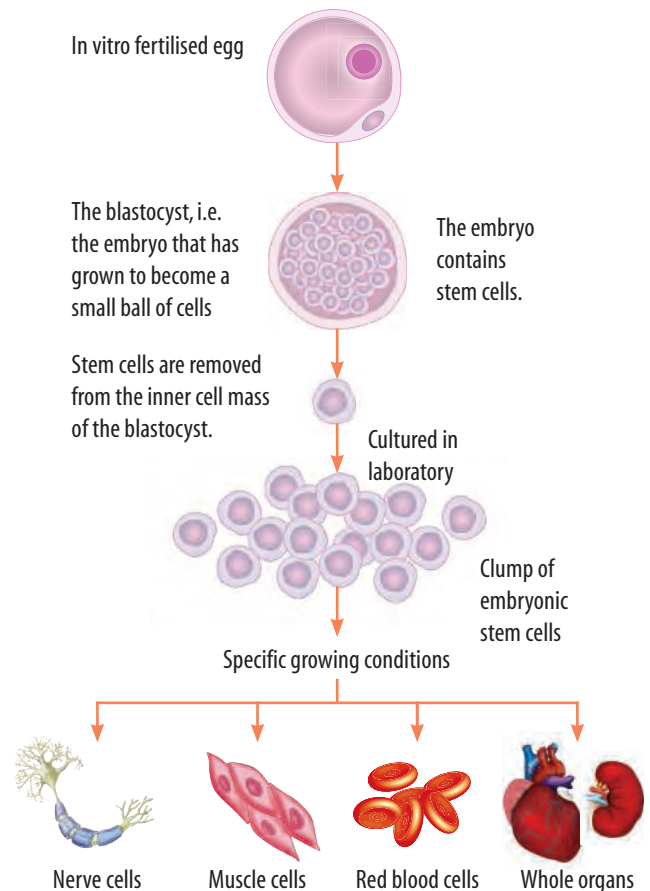 In vitro fertilised egg
The blastocyst, i.e.
the embryo that has
grown to become a
small ball of cells
The embryo
contains
stem cells.
Stem cells are removed
from the inner cell mass
of the blastocyst.
Cultured in
laboratory
Clump of
embryonic
stem cells
Specific growing conditions
Nerve cells
Muscle cells
Red blood cells
Whole organs